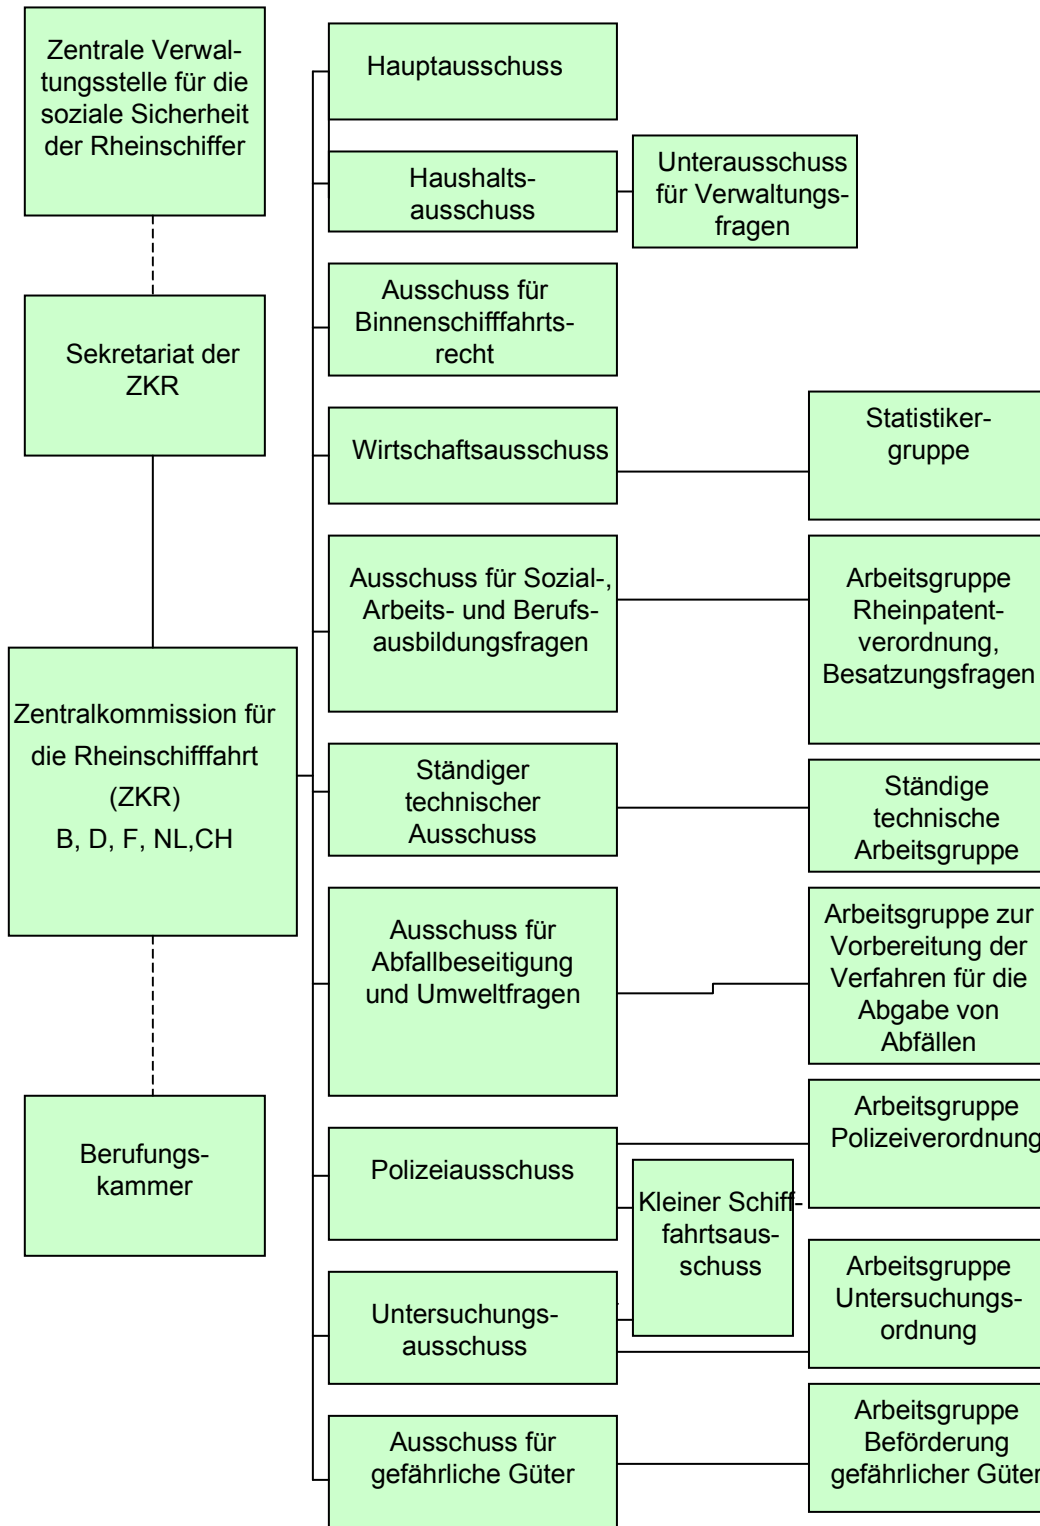 Zentrale Verwal-
tungsstelle für die
soziale Sicherheit
der Rheinschiffer
Sekretariat der
ZKR
Zentralkommission für
die Rheinschifffahrt
(ZKR)
B, D, F, NL,CH
Berufungs-
kammer
Hauptausschuss
Haushalts-
ausschuss
Unterausschuss
für Verwaltungs-
fragen
Ausschuss für
Binnenschifffahrts-
recht
Wirtschaftsausschuss
Statistiker-
gruppe
Ausschuss für Sozial-,
Arbeits- und Berufs-
ausbildungsfragen
Arbeitsgruppe
Rheinpatent-
verordnung,
Besatzungsfragen
Ständiger
technischer
Ausschuss
Ständige
technische
Arbeitsgruppe
Ausschuss für
Abfallbeseitigung
und Umweltfragen
Arbeitsgruppe zur
Vorbereitung der
Verfahren für die
Abgabe von
Abfällen
Polizeiausschuss
Arbeitsgruppe
Polizeiverordnung
Kleiner Schiff-
fahrtsaus-
schuss
Untersuchungs-
ausschuss
Arbeitsgruppe
Untersuchungs-
ordnung
Ausschuss für
gefährliche Güter
Arbeitsgruppe
Beförderung
gefährlicher Güter